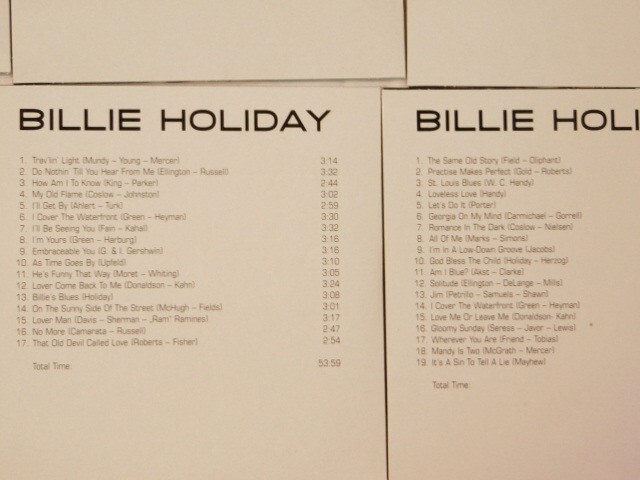 BILLIE HOLIDAY
1. Trav'lin' Light (Mundy – Young – Mercer) 3:14
2. Do Nothin' Till You Hear From Me (Ellington – Russell) 3:32
3. How Am I To Know (King – Parker) 2:44
4. My Old Flame (Coslow – Johnston) 3:02
5. I'll Get By (Ahlert – Turk) 2:59
6. I Cover The Waterfront (Green – Heyman) 3:30
7. I'll Be Seeing You (Fain – Kahal) 3:32
8. I'm Yours (Green – Harburg) 3:16
9. Embraceable You (G. & I. Gershwin) 3:16
10. As Time Goes By (Upfeld) 3:10
11. He's Funny That Way (Moret – Whiting) 3:05
12. Lover Come Back To Me (Donaldson – Kahn) 3:24
13. Billie's Blues (Holiday) 3:08
14. On The Sunny Side Of The Street (McHugh – Fields) 3:01
15. Lover Man (Davis – Sherman – „Ram" Ramines) 3:17
16. No More (Camarata – Russell) 2:47
17. That Old Devil Called Love (Roberts – Fisher) 2:54
Total Time: 53:59
BILLIE HOLI
1. The Same Old Story (Field – Oliphant)
2. Practise Makes Perfect (Gold – Roberts)
3. St. Louis Blues (W. C. Handy)
4. Loveless Love (Handy)
5. Let's Do It (Porter)
6. Georgia On My Mind (Carmichael – Gorrell)
7. Romance In The Dark (Coslow – Nielsen)
8. All Of Me (Marks – Simons)
9. I'm In A Low-Down Groove (Jacobs)
10. God Bless The Child (Holiday – Herzog)
11. Am I Blue? (Akst – Clarke)
12. Solitude (Ellington – DeLange – Mills)
13. Jim (Petrillo – Samuels – Shawn)
14. I Cover The Waterfront (Green – Heyman)
15. Love Me Or Leave Me (Donaldson- Kahn)
16. Gloomy Sunday (Seress – Javor – Lewis)
17. Wherever You Are (Friend – Tobias)
18. Mandy Is Two (McGrath – Mercer)
19. It's A Sin To Tell A Lie (Mayhew)
Total Time: